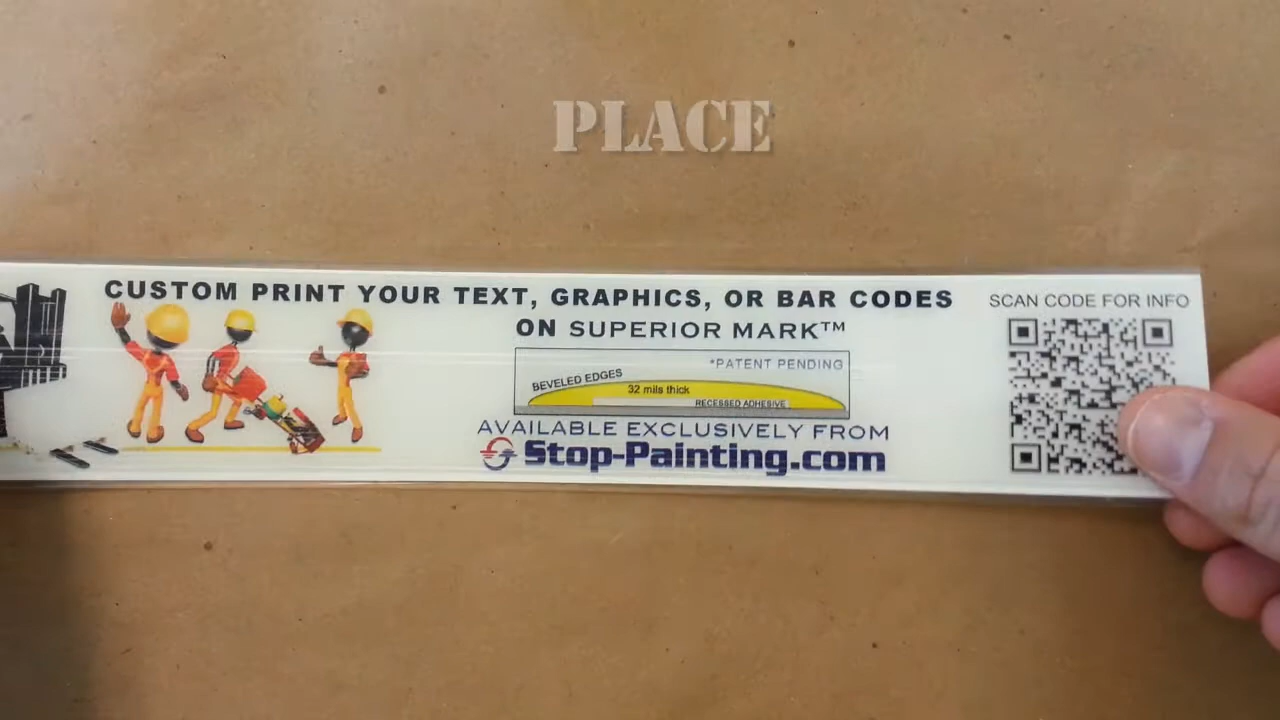 PLACE
CUSTOM PRINT YOUR TEXT, GRAPHICS, OR BAR CODES
ON SUPERIOR MARK™
*PATENT PENDING
BEVELED EDGES
32 mils thick
RECESSED ADHESIVE
AVAILABLE EXCLUSIVELY FROM
Stop-Painting.com
SCAN CODE FOR INFO